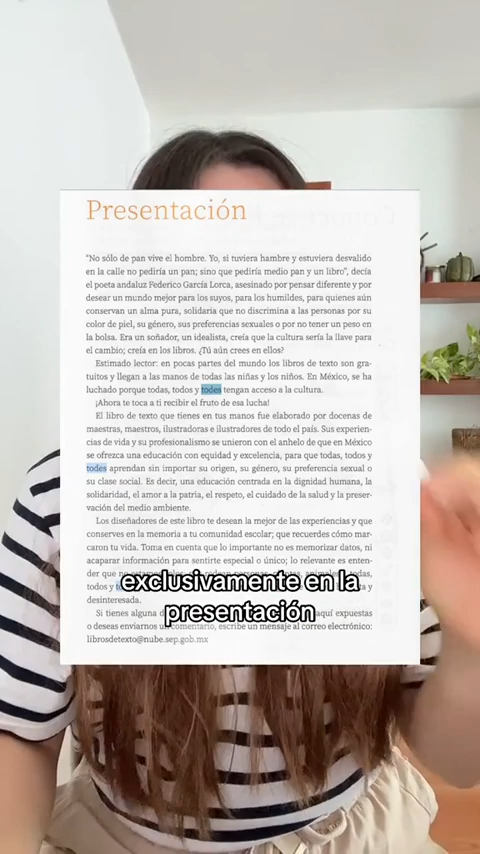 Presentación
"No sólo de pan vive el hombre. Yo, si tuviera hambre y estuviera desvalido
en la calle no pediría un pan; sino que pediría medio pan y un libro", decía
el poeta andaluz Federico García Lorca, asesinado por pensar diferente y por
desear un mundo mejor para los suyos, para los humildes, para quienes aún
conservan un alma pura, solidaria que no discrimina a las personas por su
color de piel, su género, sus preferencias sexuales o por no tener un peso en
la bolsa. Era un soñador, un idealista, creía que la cultura sería la llave para
el cambio; creía en los libros. ¿Tú aún crees en ellos?
Estimado lector: en pocas partes del mundo los libros de texto son gra-
tuitos y llegan a las manos de todas las niñas y los niños. En México, se ha
luchado porque todas, todos y todes tengan acceso a la cultura.
¡Ahora te toca a ti recibir el fruto de esa lucha!
El libro de texto que tienes en tus manos fue elaborado por docenas de
maestras, maestros, ilustradoras e ilustradores de todo el país. Sus experien-
cias de vida y su profesionalismo se unieron con el anhelo de que en México
se ofrezca una educación con equidad y excelencia, para que todas, todos y
todes aprendan sin importar su origen, su género, su preferencia sexual o
su clase social. Es decir, una educación centrada en la dignidad humana, la
solidaridad, el amor a la patria, el respeto, el cuidado de la salud y la preser-
vación del medio ambiente.
Los diseñadores de este libro te desean la mejor de las experiencias y que
conserves en la memoria a tu comunidad escolar; que recuerdes cómo mar-
caron tu vida. Toma en cuenta que lo importante no es memorizar datos, ni
acaparar información para sentirte especial o único; lo relevante es enten-
der que no
todas,
todos y
exclusivamente en la
presentación
desinteresada.
Si tienes alguna d
aquí expuestas
o deseas enviarnos un comentario, escribe un mensaje al correo electrónico:
librosdetexto@nube.sep.gob.mx